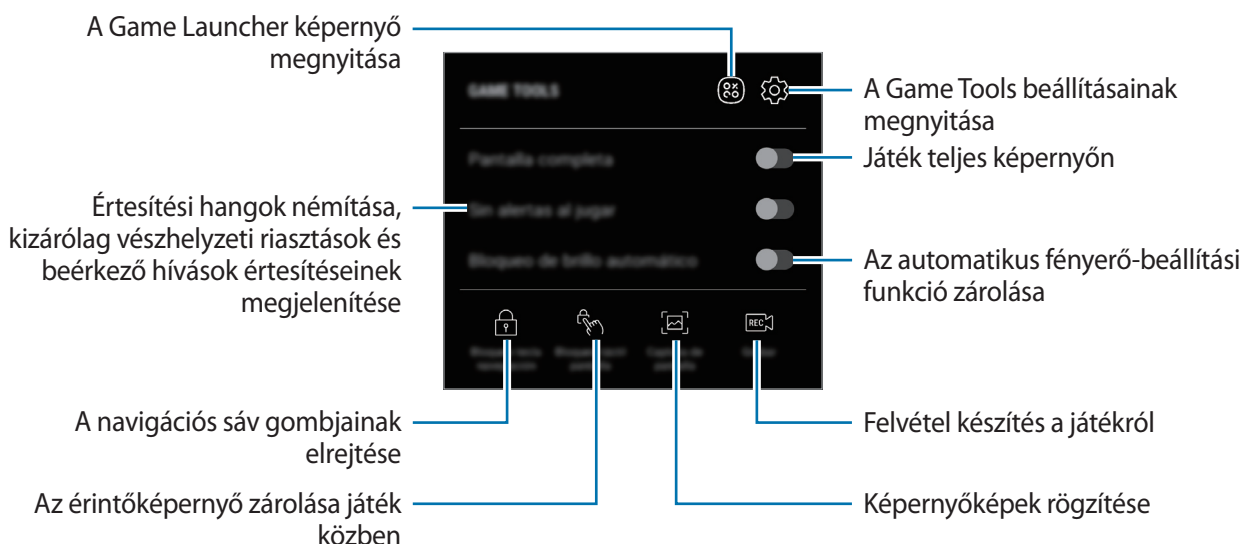 A Game Launcher képernyő
megnyitása
GAME TOOLS
A Game Tools beállításainak
megnyitása
Pantalla completa
Játék teljes képernyőn
Értesítési hangok némítása,
kizárólag vészhelyzeti riasztások és
beérkező hívások értesítéseinek
megjelenítése
Sin alertas al jugar
Bloqueo de brillo automático
Az automatikus fényerő-beállítási
funkció zárolása
REC
A navigációs sáv gombjainak
elrejtése
Felvétel készítés a játékról
Az érintőképernyő zárolása játék
közben
Képernyőképek rögzítése